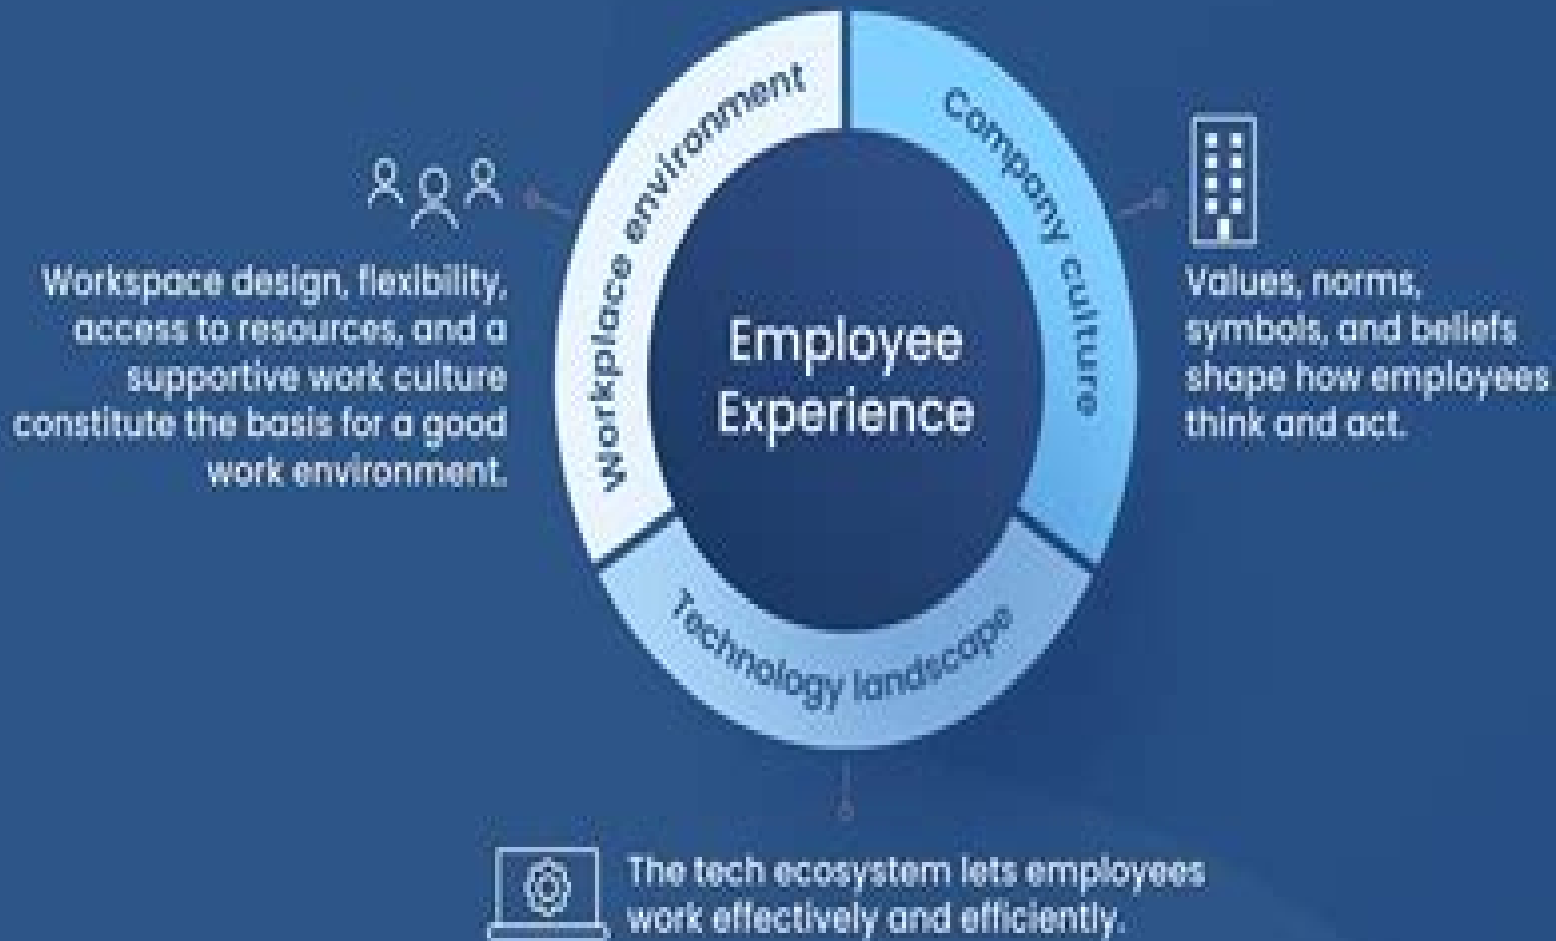 Workplace environment
Company culture
Technology landscape
Employee
Experience
Workspace design, flexibility,
access to resources, and a
supportive work culture
constitute the basis for a good
work environment.
Values, norms,
symbols, and beliefs
shape how employees
think and act.
The tech ecosystem lets employees
work effectively and efficiently.